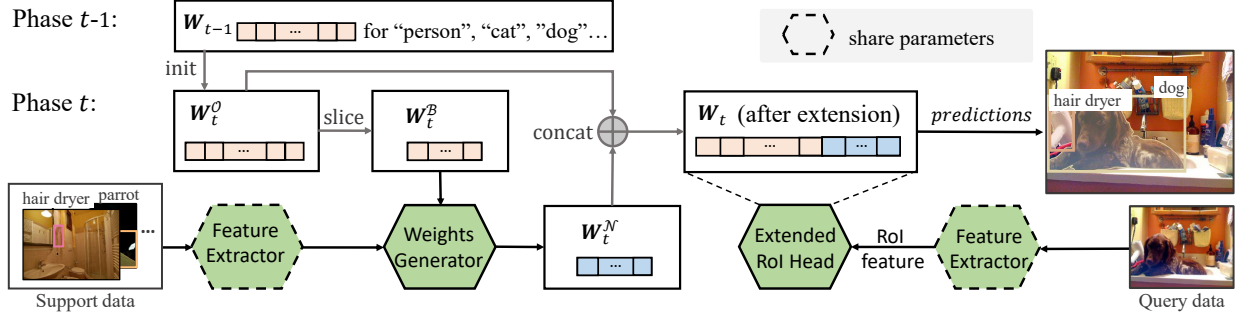 Phase t-1:
W_{t-1} ... for “person”, “cat”, ”dog”…
share parameters
init
Phase t:
W_t^𝒪
...
slice
W_t^ℬ
...
concat
W_t (after extension)
... ...
predictions
hair dryer
dog
hair dryer
parrot
...
Support data
Feature
Extractor
Weights
Generator
W_t^𝒩
...
Extended
RoI Head
RoI
feature
Feature
Extractor
Query data